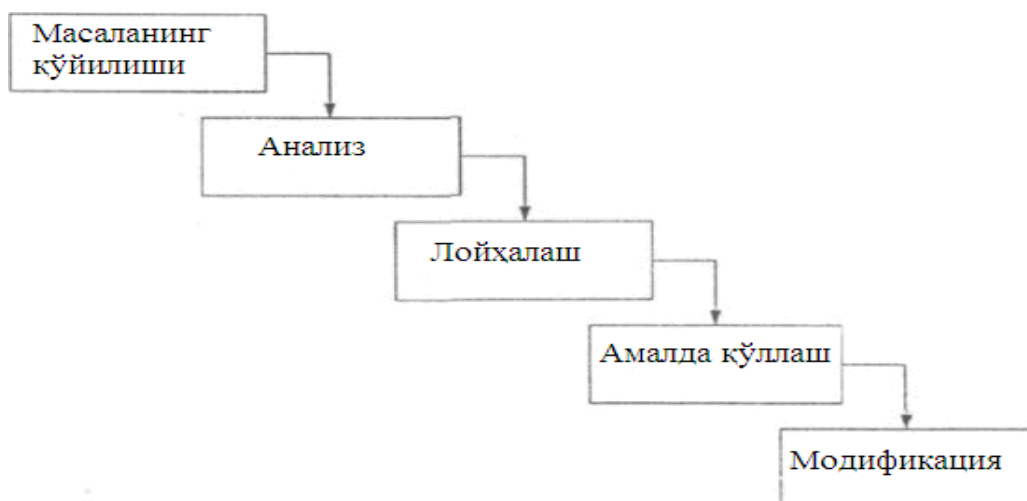 Масаланинг
қўйилиши
Анализ
Лойҳалаш
Амалда қўллаш
Модификация